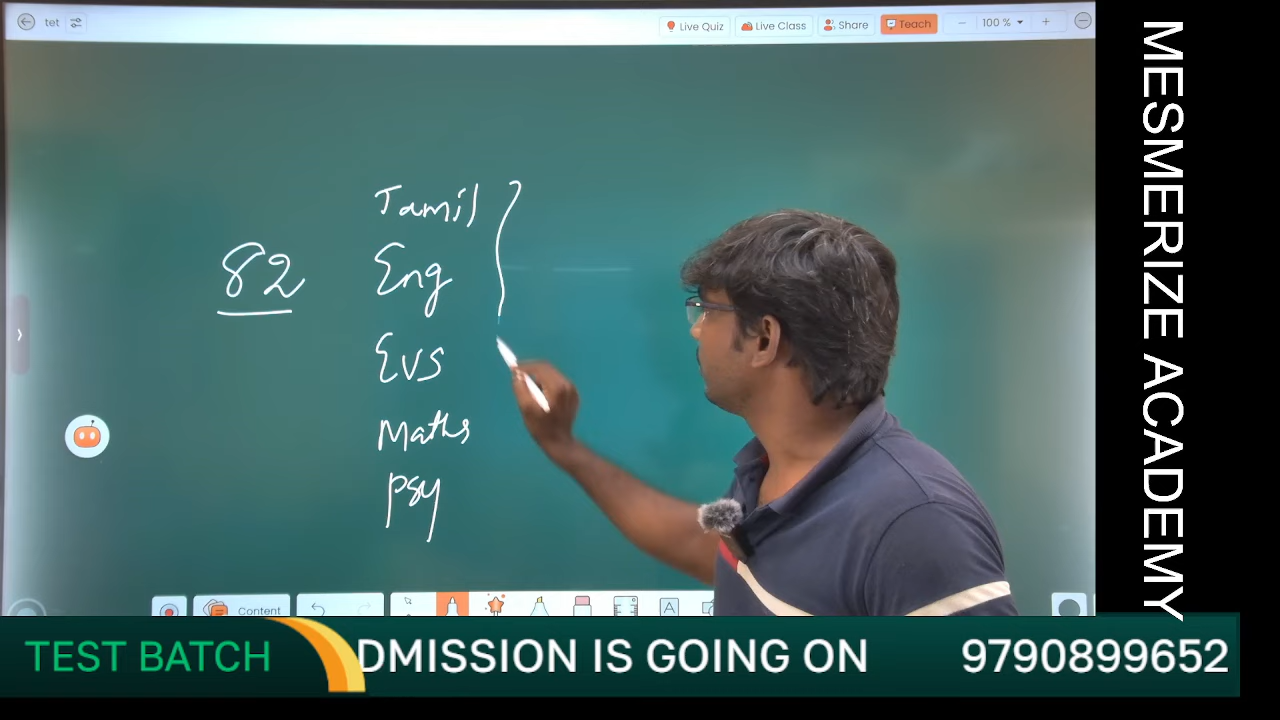 tet
Live Quiz
Live Class
Share
Teach
100 %
MESMERIZE ACADEMY
82
Tamil
Eng
EVS
Maths
Psy
Content
A
TEST BATCH
DMISSION IS GOING ON
9790899652